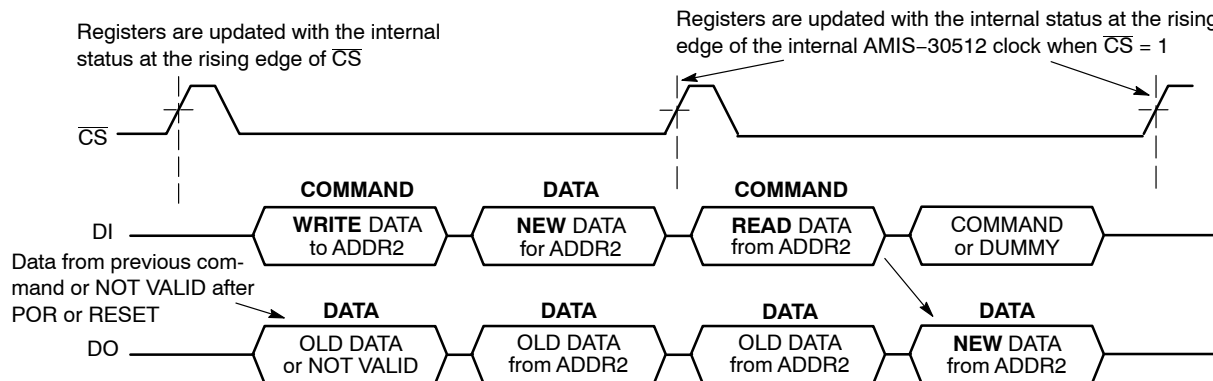 Registers are updated with the internal
status at the rising edge of C̅S̅
Registers are updated with the internal status at the rising
edge of the internal AMIS−30512 clock when C̅S̅ = 1
C̅S̅
COMMAND
DATA
COMMAND
DI
WRITE DATA
to ADDR2
NEW DATA
for ADDR2
READ DATA
from ADDR2
COMMAND
or DUMMY
Data from previous com-
mand or NOT VALID after
POR or RESET
DATA
DATA
DATA
DATA
DO
OLD DATA
or NOT VALID
OLD DATA
from ADDR2
OLD DATA
from ADDR2
NEW DATA
from ADDR2